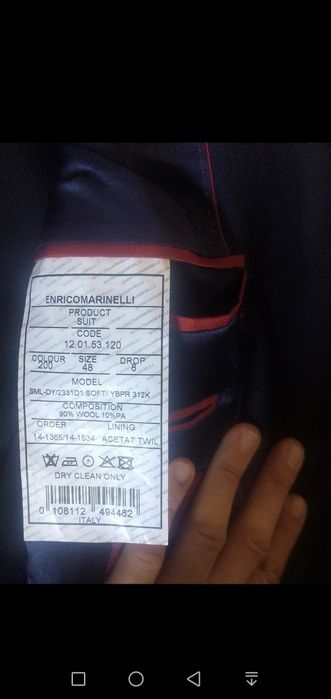 ENRICOMARINELLI
PRODUCT
SUIT
CODE
12.01.53.120
COLOUR SIZE DROP
200 48 8
MODEL
SML-DY/2331D1 SOFT/ YBPR 312K
COMPOSITION
90% WOOL 10%PA
ORDER LINING
14-1365/14-1534 ACETAT TWIL
DRY CLEAN ONLY
0 108112 494462
ITALY